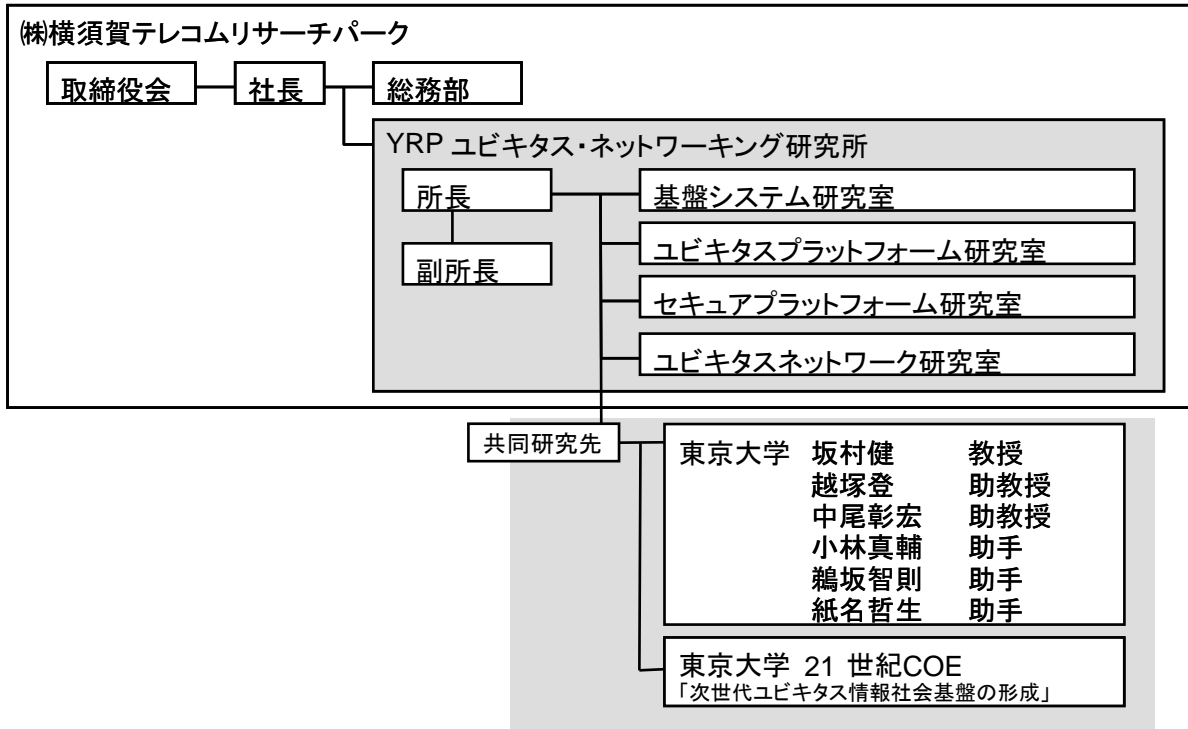 ㈱横須賀テレコムリサーチパーク
取締役会 社長 総務部
YRP ユビキタス・ネットワーキング研究所
所長 基盤システム研究室
ユビキタスプラットフォーム研究室
副所長
セキュアプラットフォーム研究室
ユビキタスネットワーク研究室
共同研究先
東京大学 坂村健 教授
越塚登 助教授
中尾彰宏 助教授
小林真輔 助手
鵜坂智則 助手
紙名哲生 助手
東京大学 21 世紀COE
「次世代ユビキタス情報社会基盤の形成」